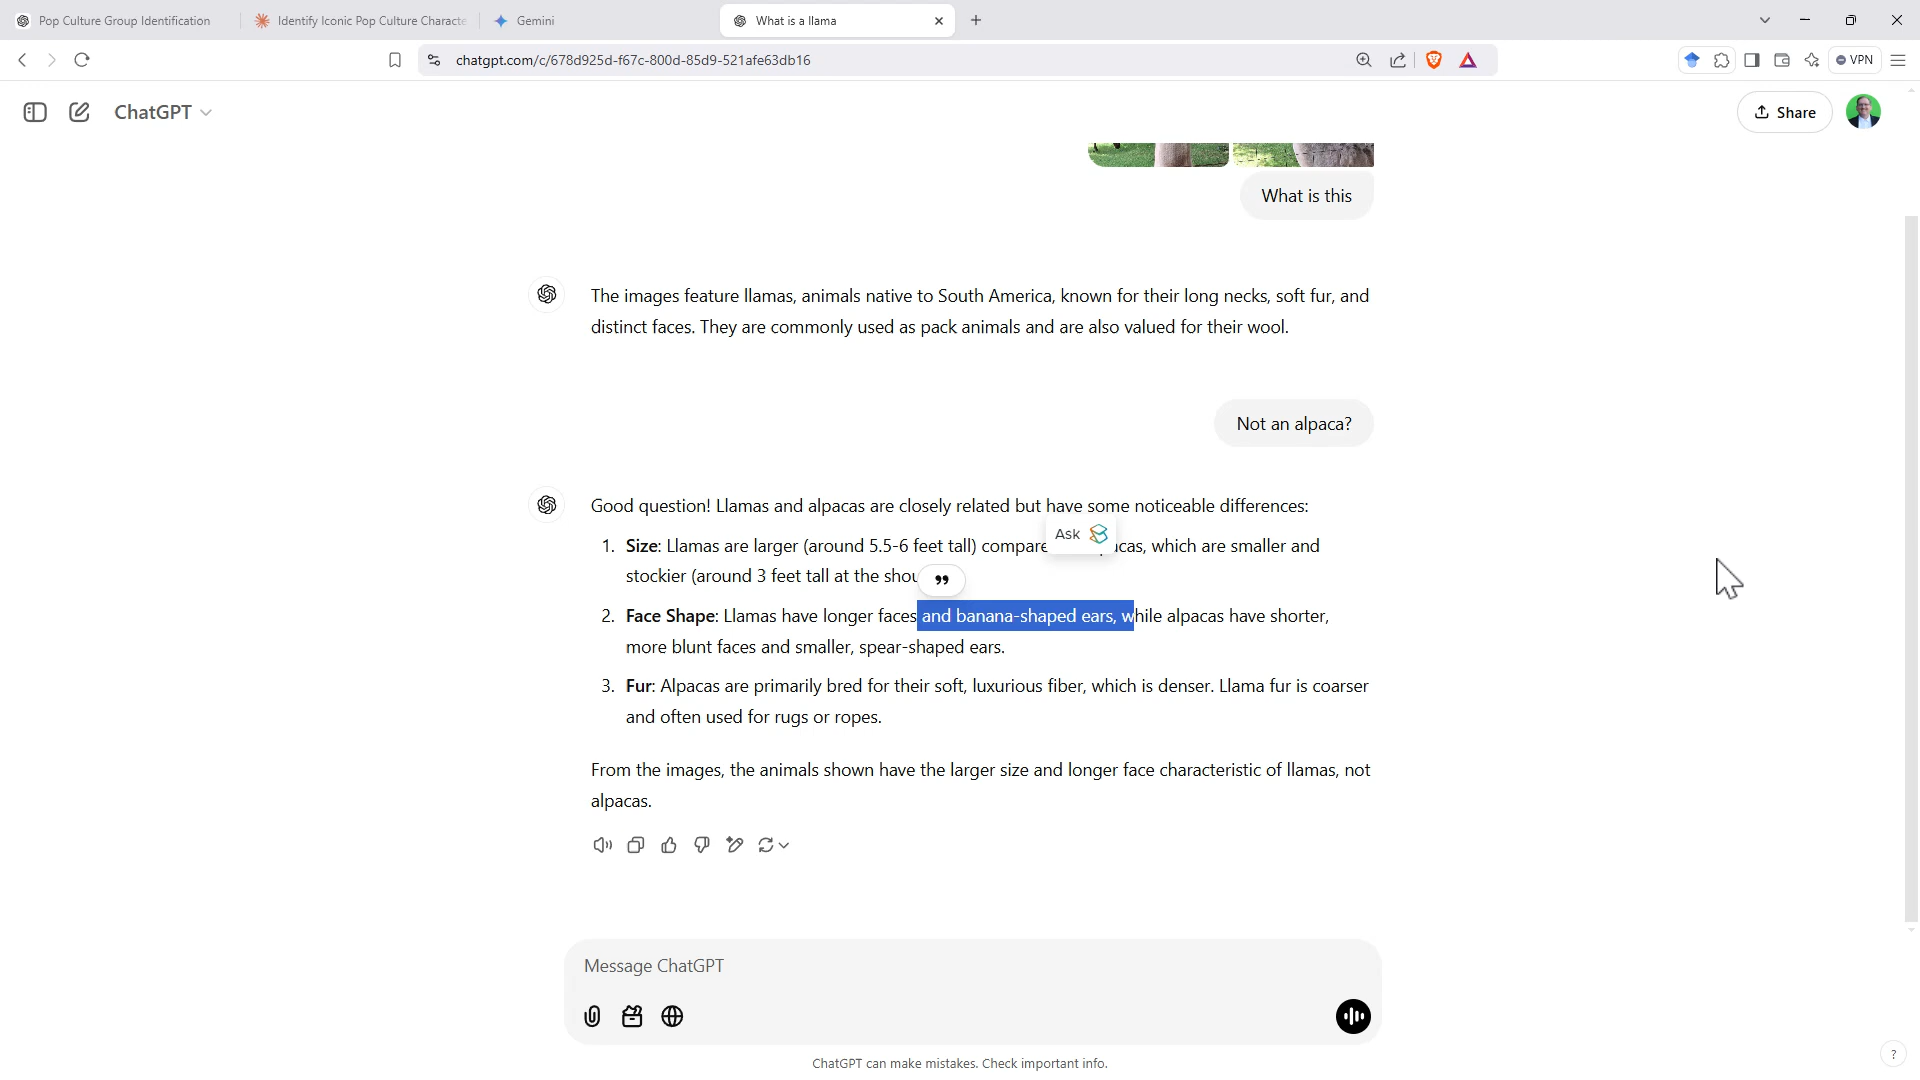 Pop Culture Group Identification
Identify Iconic Pop Culture Characte
Gemini
What is a llama
chatgpt.com/c/678d925d-f67c-800d-85d9-521afe63db16
VPN
ChatGPT
Share
What is this
The images feature llamas, animals native to South America, known for their long necks, soft fur, and
distinct faces. They are commonly used as pack animals and are also valued for their wool.
Not an alpaca?
Good question! Llamas and alpacas are closely related but have some noticeable differences:
Ask
1. Size: Llamas are larger (around 5.5-6 feet tall) compare acas, which are smaller and
stockier (around 3 feet tall at the shou
2. Face Shape: Llamas have longer faces and banana-shaped ears, while alpacas have shorter,
more blunt faces and smaller, spear-shaped ears.
3. Fur: Alpacas are primarily bred for their soft, luxurious fiber, which is denser. Llama fur is coarser
and often used for rugs or ropes.
From the images, the animals shown have the larger size and longer face characteristic of llamas, not
alpacas.
Message ChatGPT
ChatGPT can make mistakes. Check important info.
?